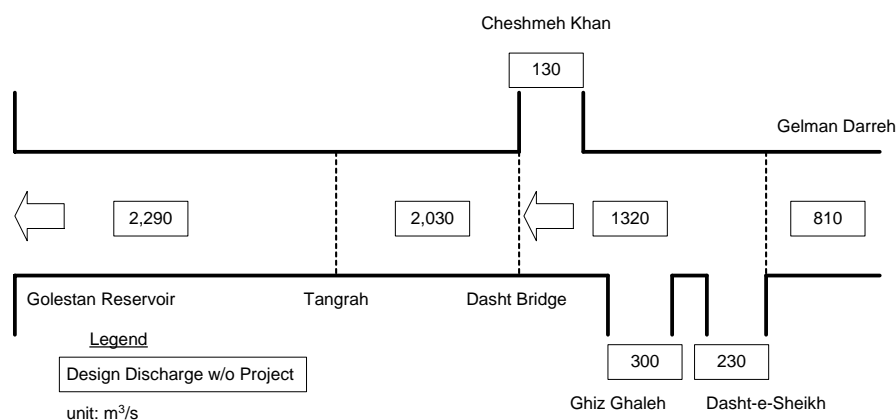 Cheshmeh Khan
130
Gelman Darreh
2,290
2,030
1320
810
Golestan Reservoir
Tangrah
Dasht Bridge
Legend
Design Discharge w/o Project
unit: m³/s
300
230
Ghiz Ghaleh
Dasht-e-Sheikh